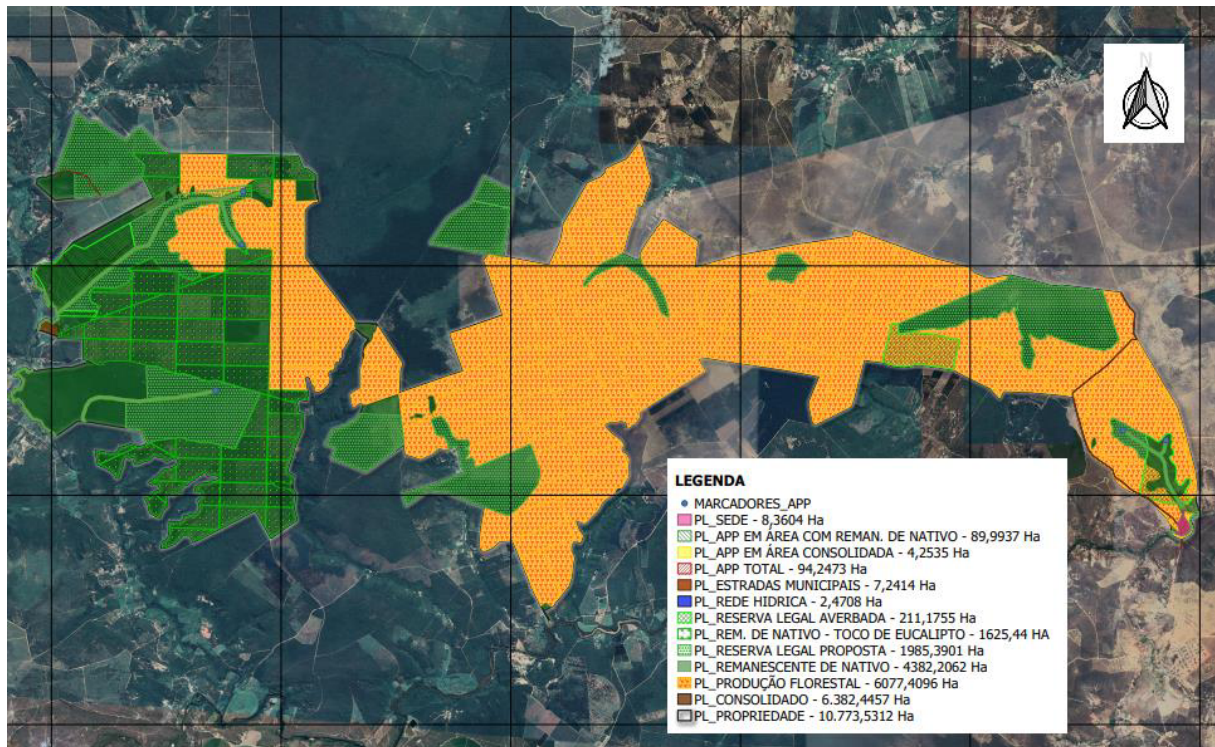 N
LEGENDA
MARCADORES_APP
PL_SEDE - 8,3604 Ha
PL_APP EM ÁREA COM REMAN. DE NATIVO - 89,9937 Ha
PL_APP EM ÁREA CONSOLIDADA - 4,2535 Ha
PL_APP TOTAL - 94,2473 Ha
PL_ESTRADAS MUNICIPAIS - 7,2414 Ha
PL_REDE HIDRICA - 2,4708 Ha
PL_RESERVA LEGAL AVERBADA - 211,1755 Ha
PL_REM. DE NATIVO - TOCO DE EUCALIPTO - 1625,44 HA
PL_RESERVA LEGAL PROPOSTA - 1985,3901 Ha
PL_REMANESCENTE DE NATIVO - 4382,2062 Ha
PL_PRODUÇÃO FLORESTAL - 6077,4096 Ha
PL_CONSOLIDADO - 6.382,4457 Ha
PL_PROPRIEDADE - 10.773,5312 Ha